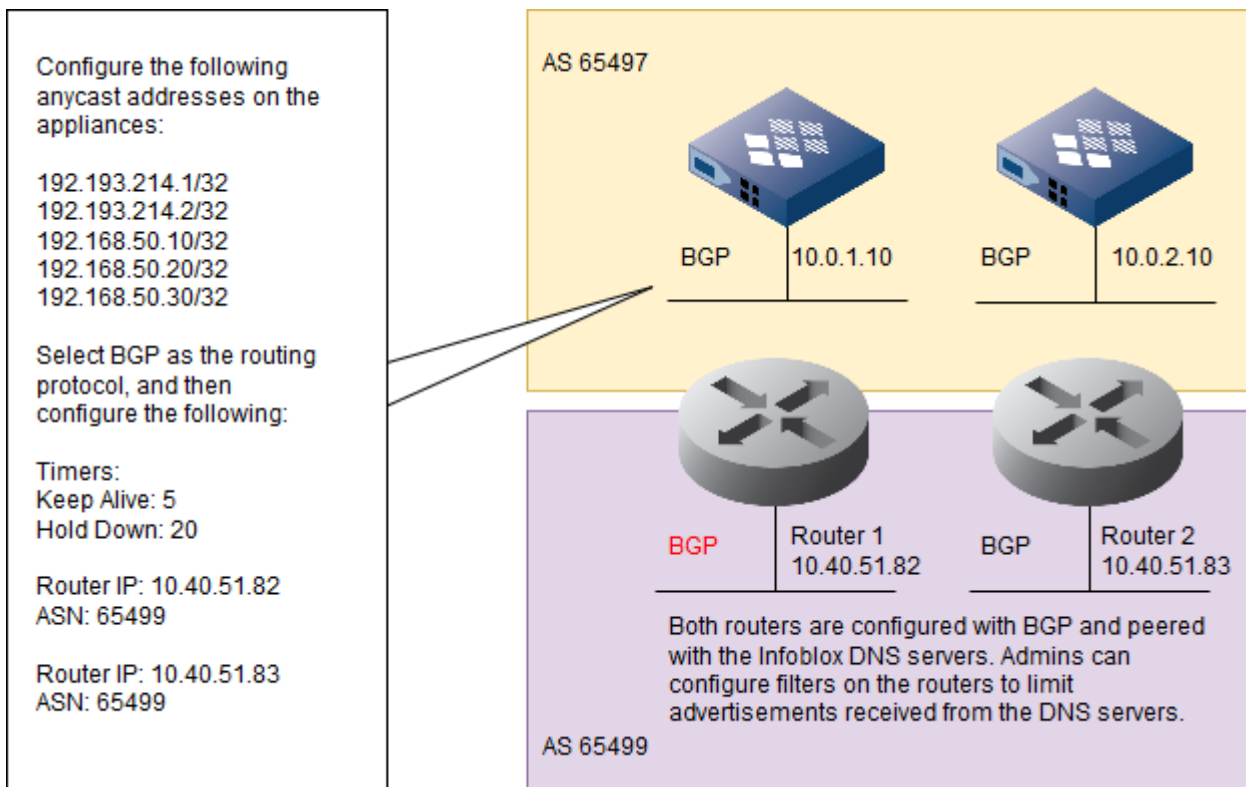 Configure the following
anycast addresses on the
appliances:
192.193.214.1/32
192.193.214.2/32
192.168.50.10/32
192.168.50.20/32
192.168.50.30/32
Select BGP as the routing
protocol, and then
configure the following:
Timers:
Keep Alive: 5
Hold Down: 20
Router IP: 10.40.51.82
ASN: 65499
Router IP: 10.40.51.83
ASN: 65499
AS 65497
BGP
10.0.1.10
BGP
10.0.2.10
BGP
Router 1
10.40.51.82
BGP
Router 2
10.40.51.83
Both routers are configured with BGP and peered
with the Infoblox DNS servers. Admins can
configure filters on the routers to limit
advertisements received from the DNS servers.
AS 65499